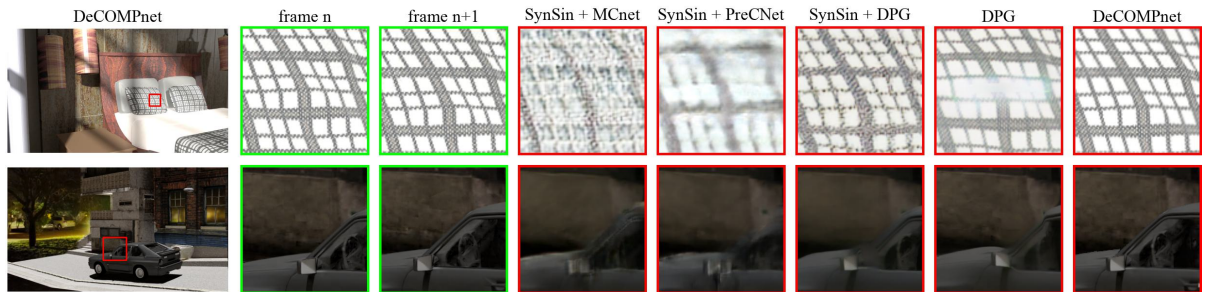 DeCOMPnet frame n frame n+1 SynSin + MCnet SynSin + PreCNet SynSin + DPG DPG DeCOMPnet